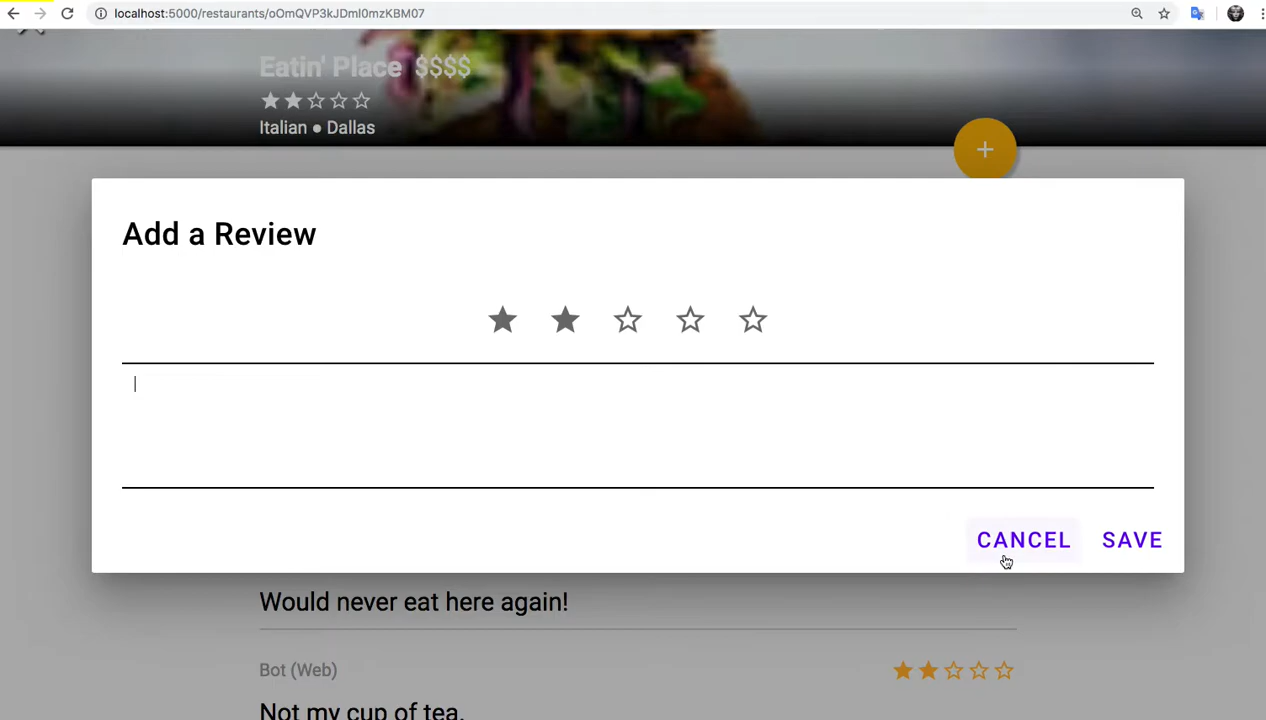 localhost:5000/restaurants/oOmQVP3kJDml0mzKBM07
Eatin' Place $$$$
Italian ● Dallas
+
Add a Review
CANCEL SAVE
Would never eat here again!
Bot (Web)
Not my cup of tea.